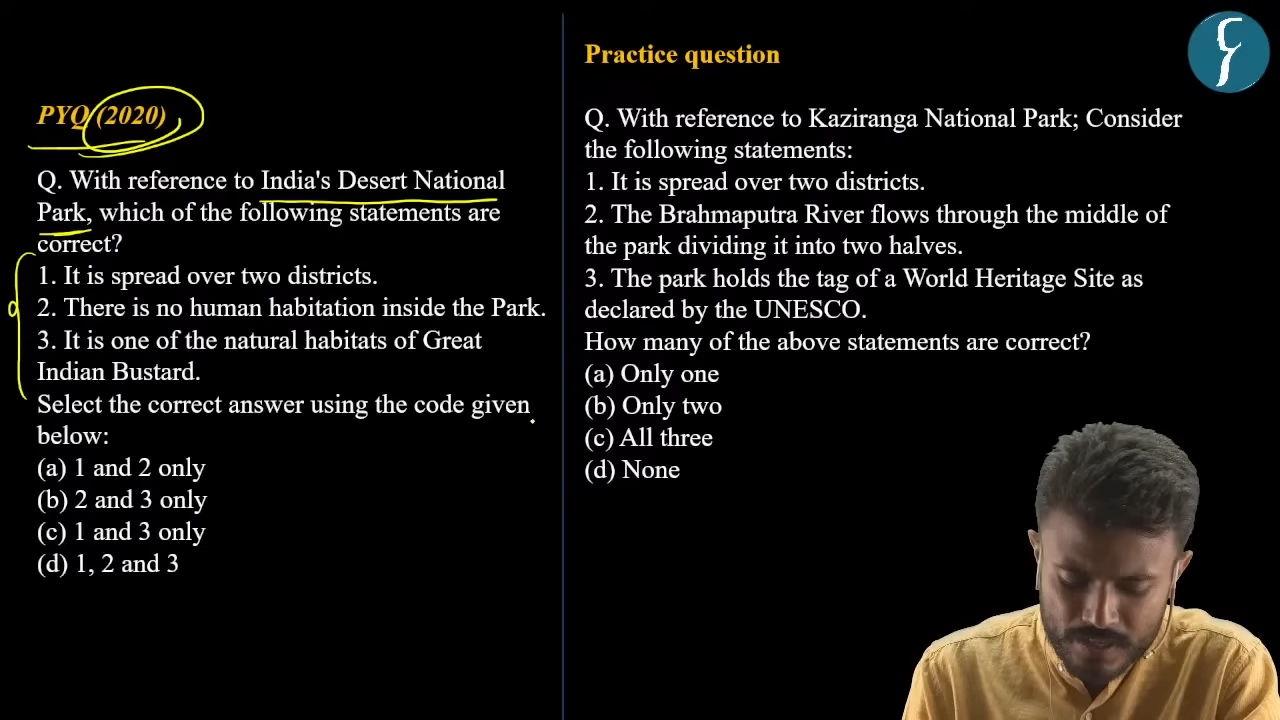 PYQ (2020)
Q. With reference to India's Desert National
Park, which of the following statements are
correct?
1. It is spread over two districts.
2. There is no human habitation inside the Park.
3. It is one of the natural habitats of Great
Indian Bustard.
Select the correct answer using the code given
below:
(a) 1 and 2 only
(b) 2 and 3 only
(c) 1 and 3 only
(d) 1, 2 and 3
Practice question
Q. With reference to Kaziranga National Park; Consider
the following statements:
1. It is spread over two districts.
2. The Brahmaputra River flows through the middle of
the park dividing it into two halves.
3. The park holds the tag of a World Heritage Site as
declared by the UNESCO.
How many of the above statements are correct?
(a) Only one
(b) Only two
(c) All three
(d) None